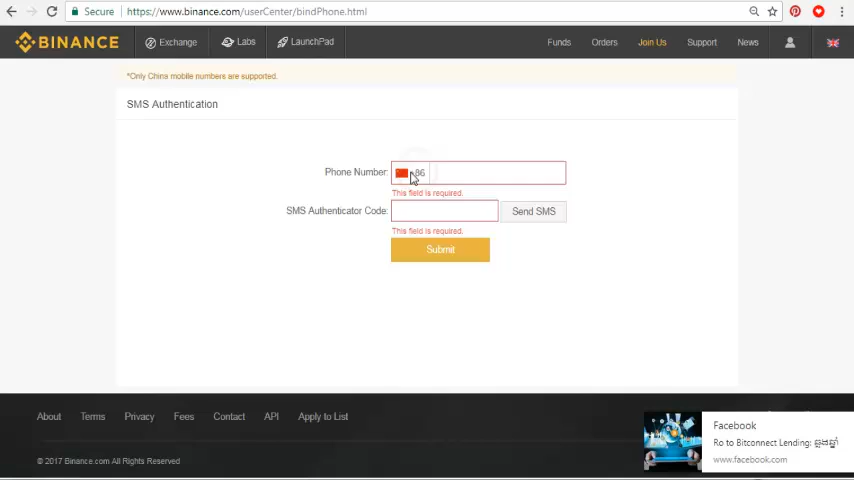 Secure https://www.binance.com/userCenter/bindPhone.html
BINANCE Exchange Labs LaunchPad Funds Orders Join Us Support News
*Only China mobile numbers are supported.
SMS Authentication
Phone Number: +86
This field is required.
SMS Authenticator Code: Send SMS
This field is required.
Submit
About Terms Privacy Fees Contact API Apply to List
© 2017 Binance.com All Rights Reserved
Facebook
Ro to Bitconnect Lending:
www.facebook.com